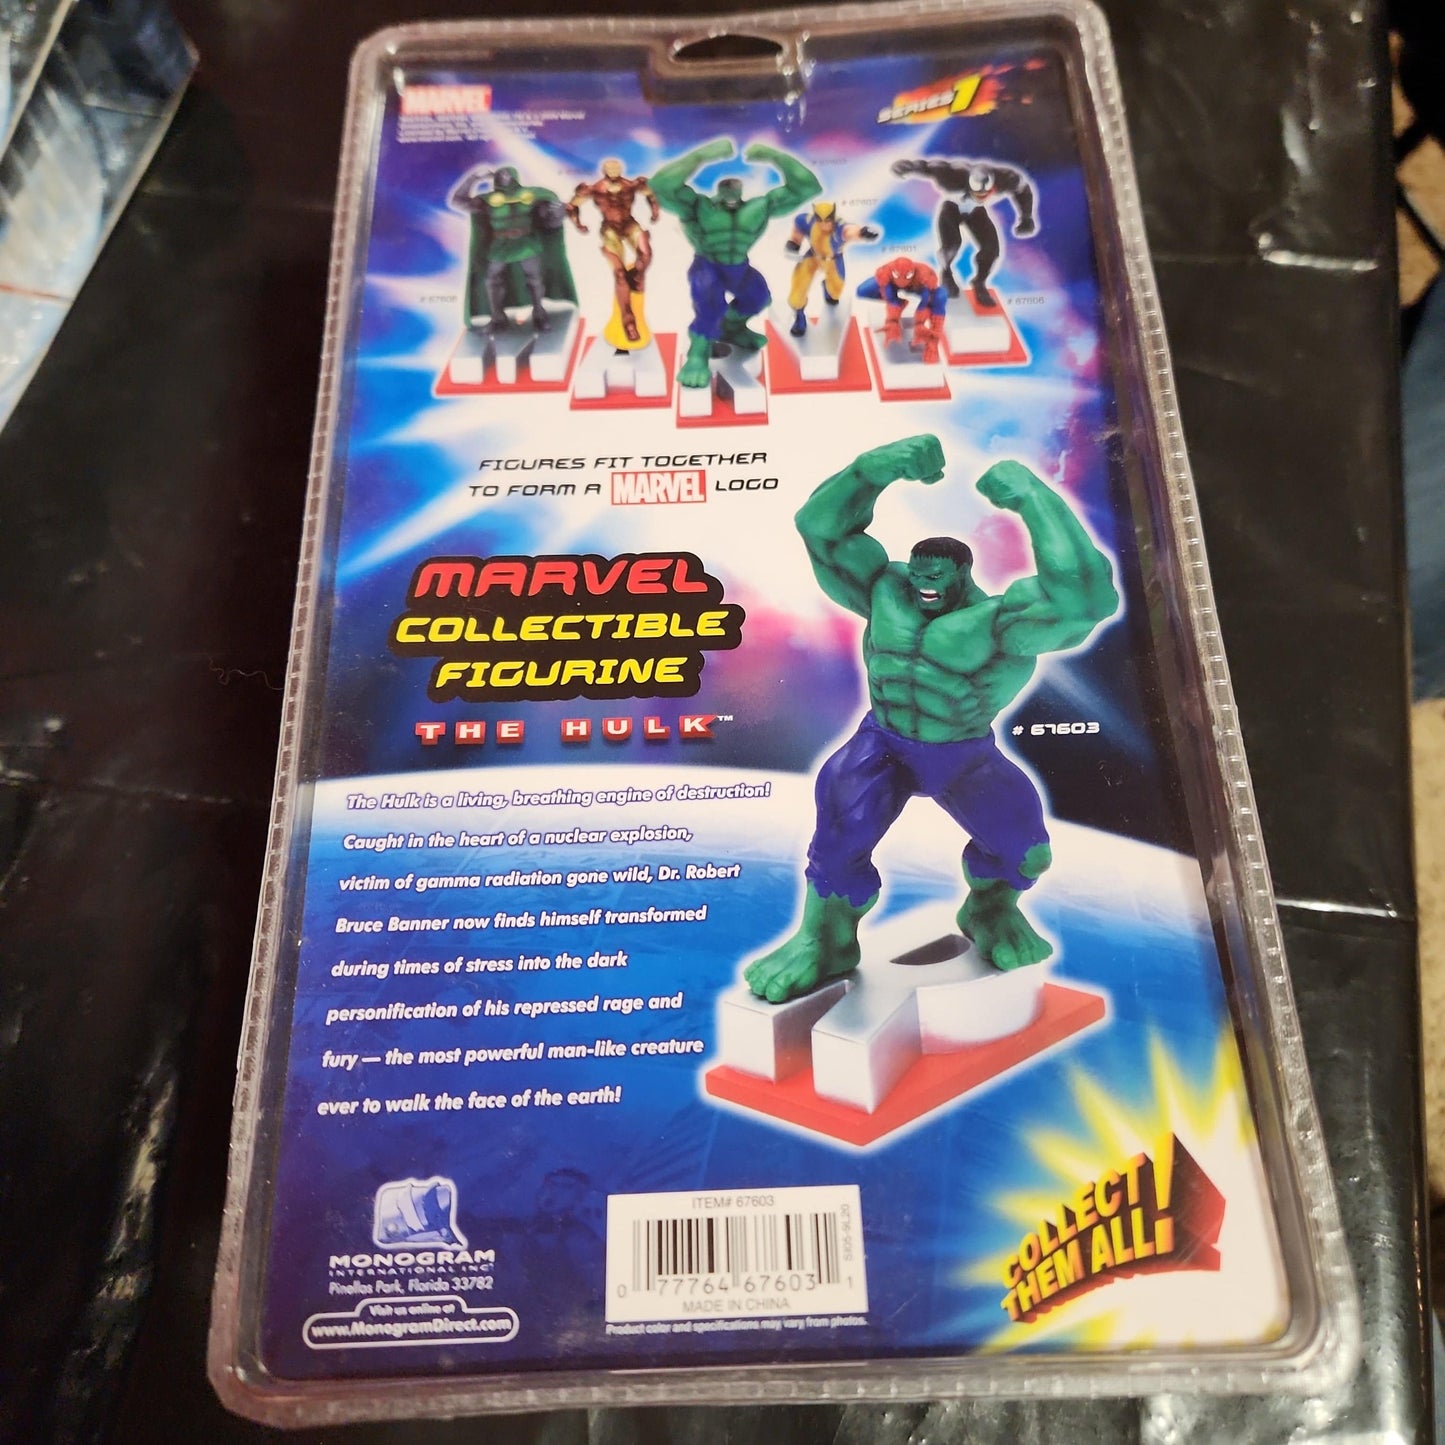 MARVEL
SERIES 1
# 67603
# 67607
# 67601
# 67608
# 67606
FIGURES FIT TOGETHER
TO FORM A MARVEL LOGO
MARVEL
COLLECTIBLE
FIGURINE
THE HULK™
# 67603
The Hulk is a living, breathing engine of destruction!
Caught in the heart of a nuclear explosion,
victim of gamma radiation gone wild, Dr. Robert
Bruce Banner now finds himself transformed
during times of stress into the dark
personification of his repressed rage and
fury — the most powerful man-like creature
ever to walk the face of the earth!
COLLECT
THEM ALL!
MONOGRAM
INTERNATIONAL INC.
Pinellas Park, Florida 33782
Visit us online at
www.MonogramDirect.com
ITEM# 67603
SI05-9L20
0 77764 67603 1
MADE IN CHINA
Product color and specifications may vary from photos.